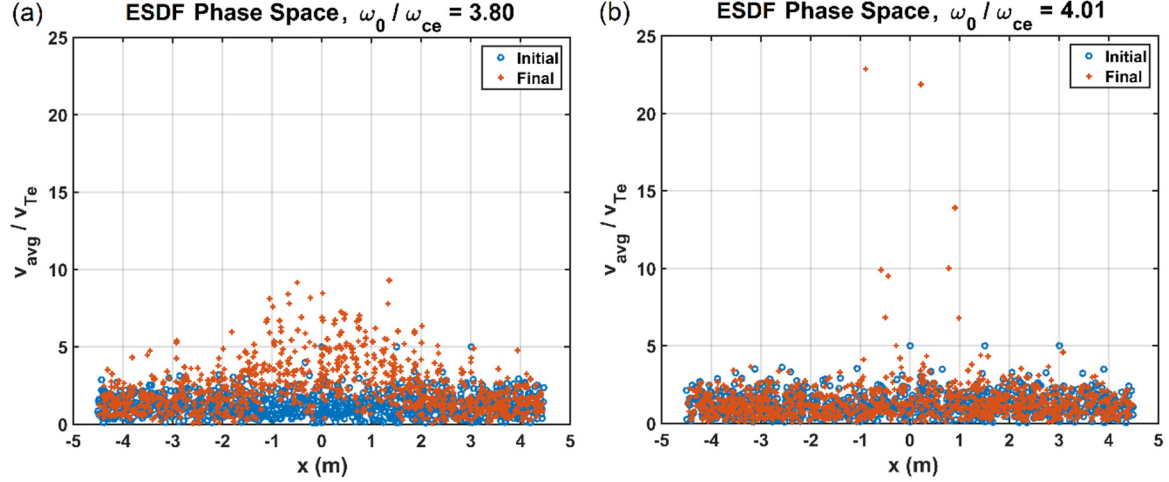 (a) ESDF Phase Space, ω0 / ωce = 3.80
Initial
Final
25
20
15
10
5
0
vavg / vTe
-5 -4 -3 -2 -1 0 1 2 3 4 5
x (m)
(b) ESDF Phase Space, ω0 / ωce = 4.01
Initial
Final
25
20
15
10
5
0
vavg / vTe
-5 -4 -3 -2 -1 0 1 2 3 4 5
x (m)